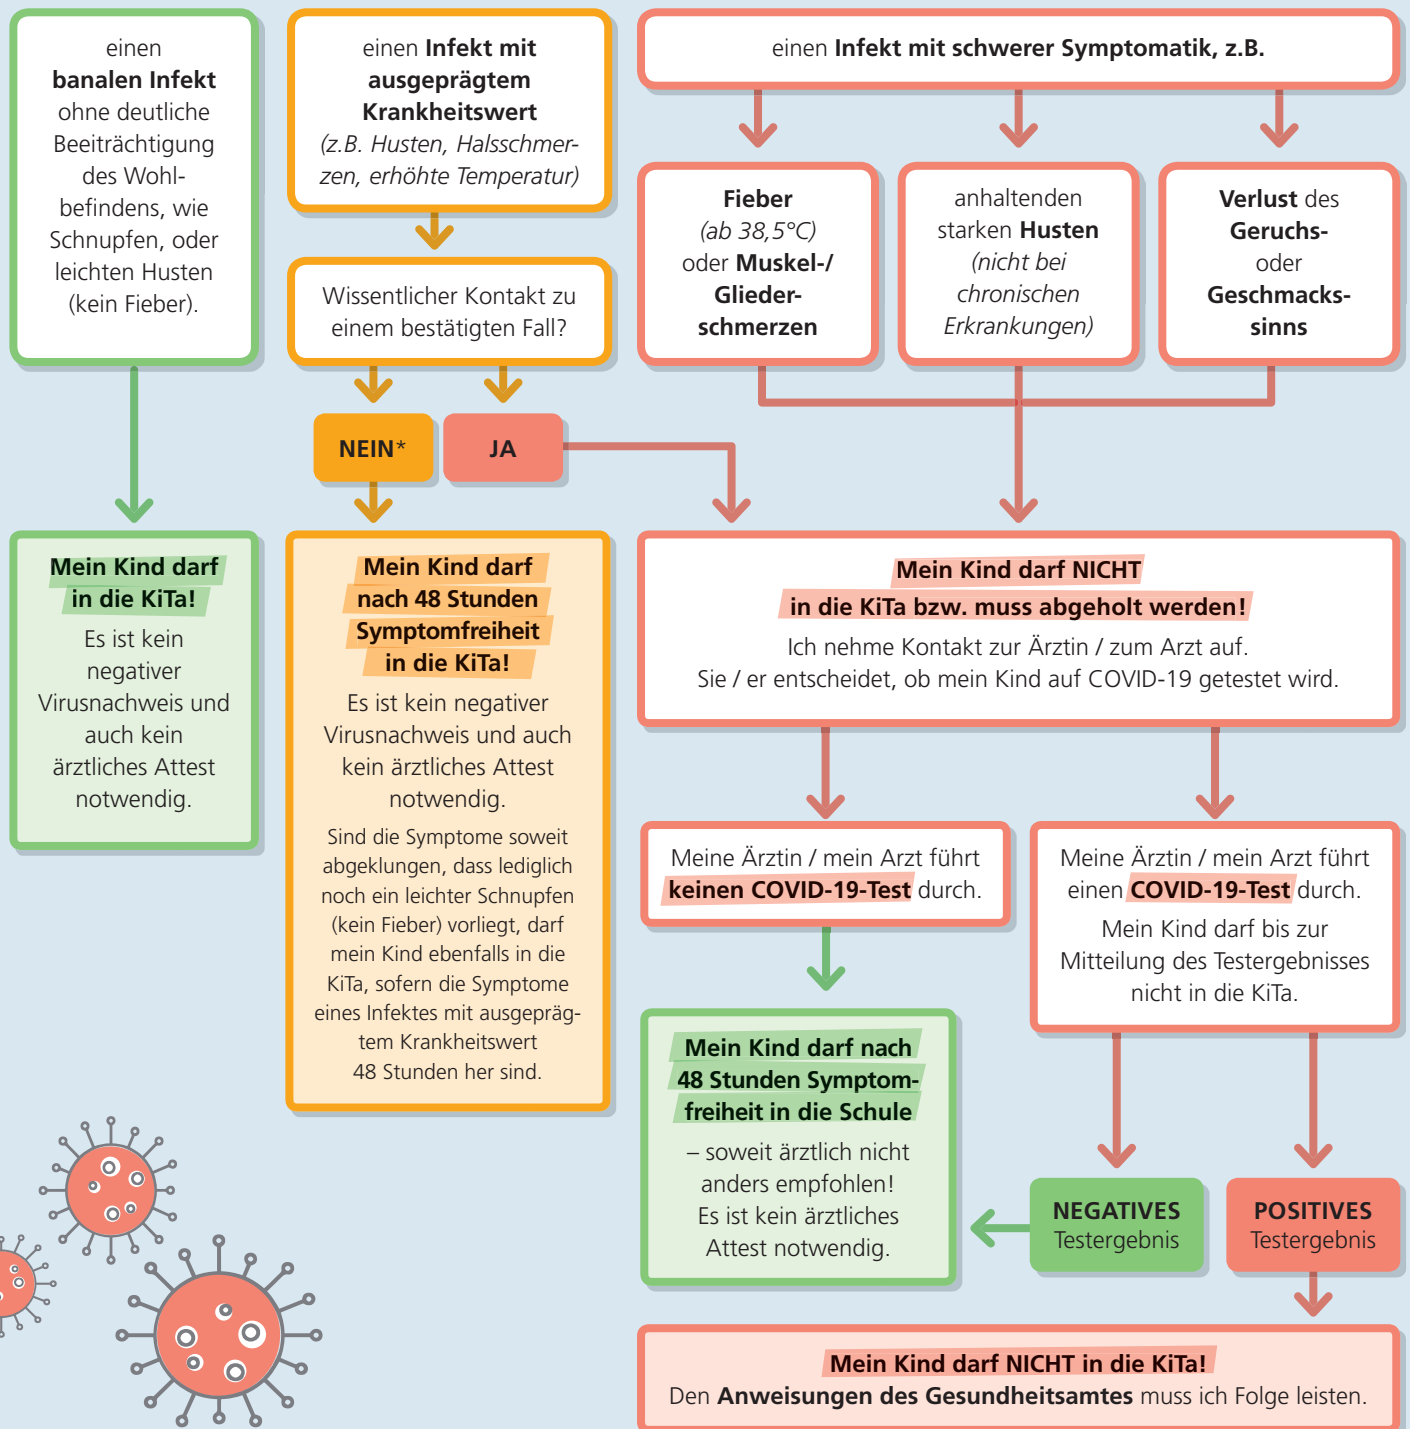 einen
banalen Infekt
ohne deutliche
Beeiträchtigung
des Wohl-
befindens, wie
Schnupfen, oder
leichten Husten
(kein Fieber).
einen Infekt mit
ausgeprägtem
Krankheitswert
(z.B. Husten, Halsschmer-
zen, erhöhte Temperatur)
einen Infekt mit schwerer Symptomatik, z.B.
Fieber
(ab 38,5°C)
oder Muskel-/
Glieder-
schmerzen
anhaltenden
starken Husten
(nicht bei
chronischen
Erkrankungen)
Verlust des
Geruchs-
oder
Geschmacks-
sinns
Wissentlicher Kontakt zu
einem bestätigten Fall?
NEIN*
JA
Mein Kind darf
in die KiTa!
Es ist kein
negativer
Virusnachweis und
auch kein
ärztliches Attest
notwendig.
Mein Kind darf
nach 48 Stunden
Symptomfreiheit
in die KiTa!
Es ist kein negativer
Virusnachweis und auch
kein ärztliches Attest
notwendig.
Sind die Symptome soweit
abgeklungen, dass lediglich
noch ein leichter Schnupfen
(kein Fieber) vorliegt, darf
mein Kind ebenfalls in die
KiTa, sofern die Symptome
eines Infektes mit ausgepräg-
tem Krankheitswert
48 Stunden her sind.
Mein Kind darf NICHT
in die KiTa bzw. muss abgeholt werden!
Ich nehme Kontakt zur Ärztin / zum Arzt auf.
Sie / er entscheidet, ob mein Kind auf COVID-19 getestet wird.
Meine Ärztin / mein Arzt führt
keinen COVID-19-Test durch.
Meine Ärztin / mein Arzt führt
einen COVID-19-Test durch.
Mein Kind darf bis zur
Mitteilung des Testergebnisses
nicht in die KiTa.
Mein Kind darf nach
48 Stunden Symptom-
freiheit in die Schule
– soweit ärztlich nicht
anders empfohlen!
Es ist kein ärztliches
Attest notwendig.
NEGATIVES
Testergebnis
POSITIVES
Testergebnis
Mein Kind darf NICHT in die KiTa!
Den Anweisungen des Gesundheitsamtes muss ich Folge leisten.